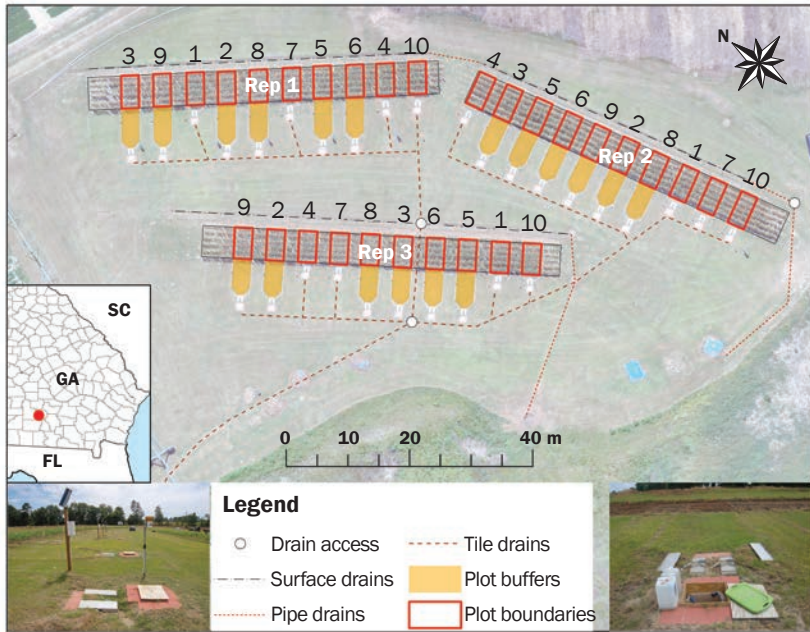 3 9 1 2 8 7 5 6 4 10
Rep 1
N
4 3 5 6 9 2 8 1 7 10
Rep 2
9 2 4 7 8 3 6 5 1 10
Rep 3
SC
GA
FL
0 10 20 40 m
Legend
Drain access
Tile drains
Surface drains
Plot buffers
Pipe drains
Plot boundaries